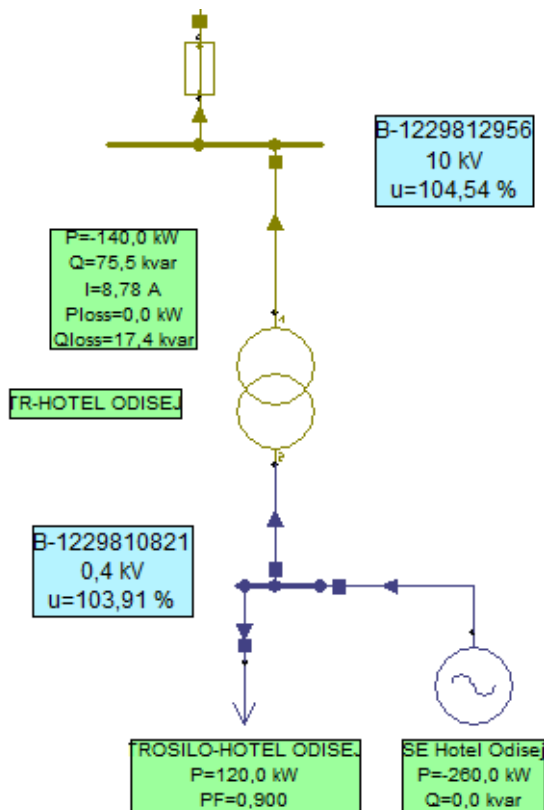 B-1229812956
10 kV
u=104,54 %
P=-140,0 kW
Q=75,5 kvar
I=8,78 A
Ploss=0,0 kW
Qloss=17,4 kvar
1
TR-HOTEL ODISEJ
2
B-1229810821
0,4 kV
u=103,91 %
TROSILO-HOTEL ODISEJ
P=120,0 kW
PF=0,900
SE Hotel Odisej
P=-260,0 kW
Q=0,0 kvar